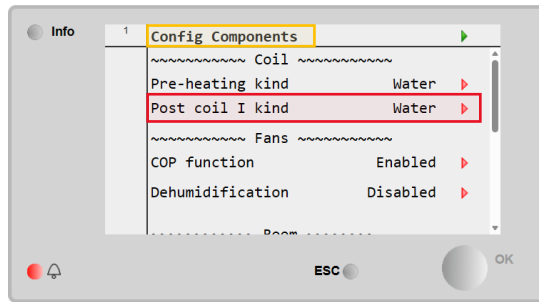 Info
1
Config Components
~~~~~~~~~~~ Coil ~~~~~~~~~~~
Pre-heating kind Water
Post coil I kind Water
~~~~~~~~~~~ Fans ~~~~~~~~~~~
COP function Enabled
Dehumidification Disabled
Room
ESC
OK